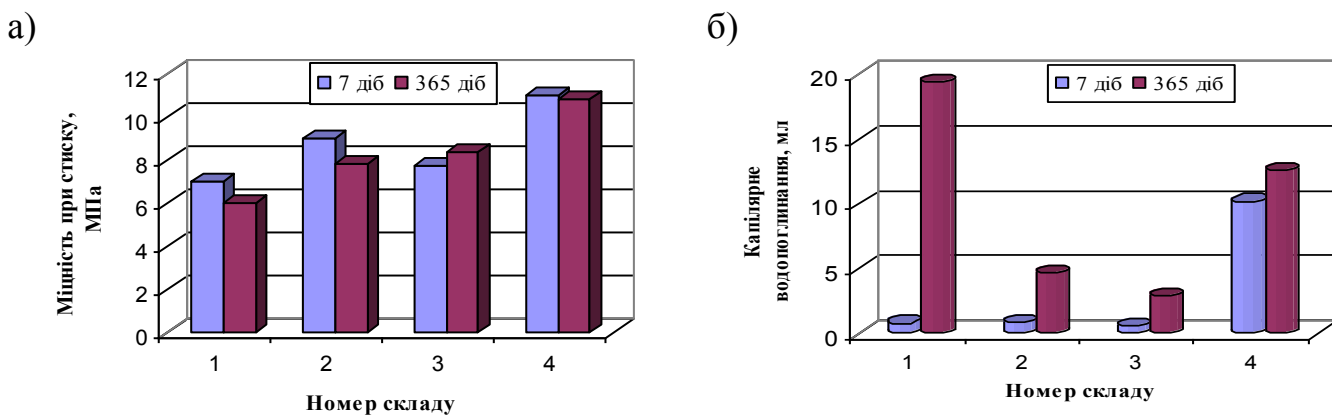 а)
Міцність при стиску,
МПа
12
10
8
6
4
2
0
7 діб 365 діб
1 2 3 4
Номер складу
б)
Капілярне
водопоглинання, мл
20
15
10
5
0
7 діб 365 діб
1 2 3 4
Номер складу